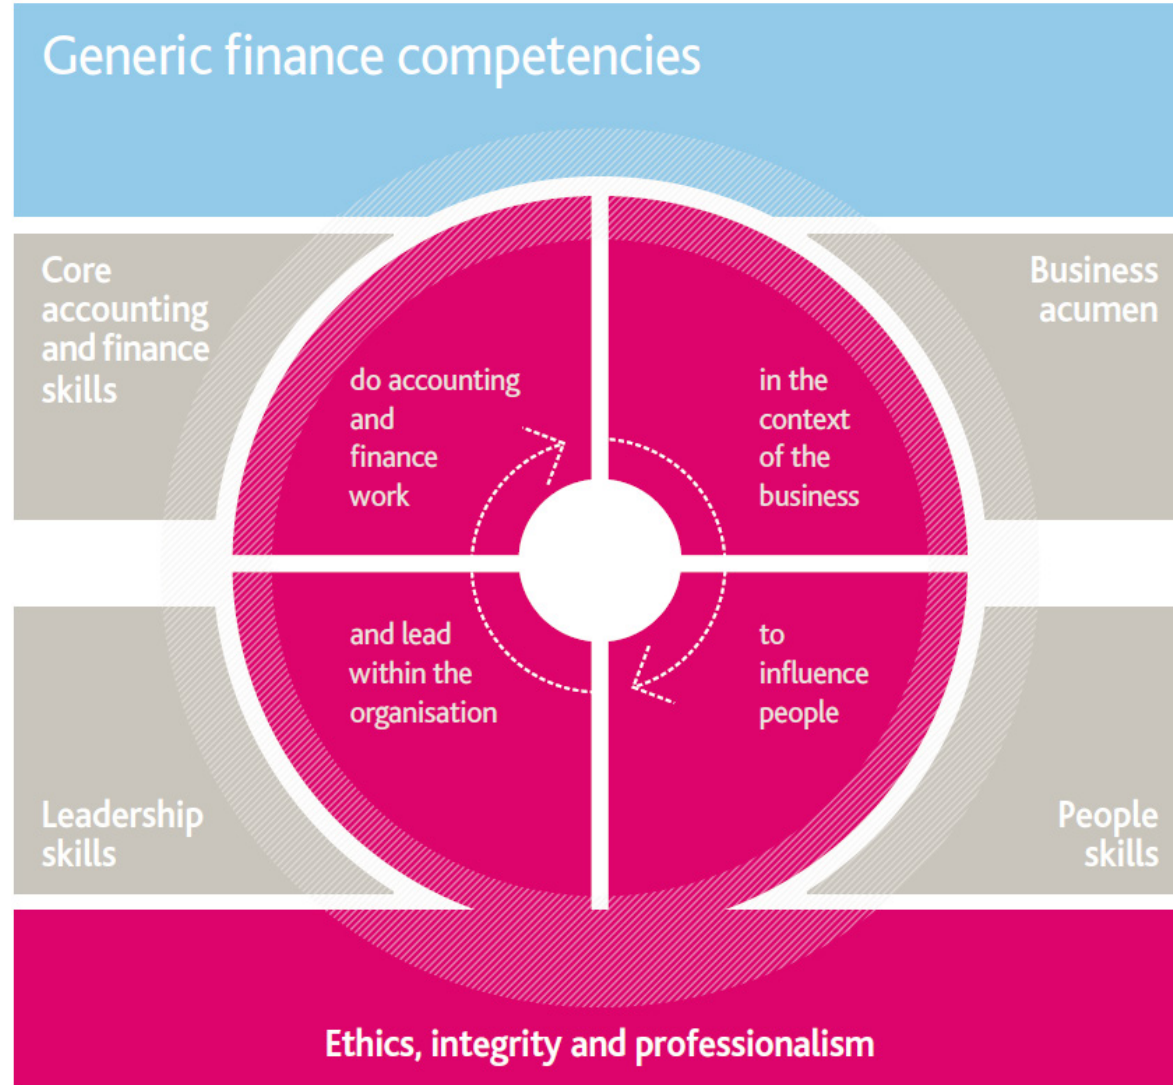 Generic finance competencies
Core
accounting
and finance
skills
Business
acumen
do accounting
and
finance
work
in the
context
of the
business
and lead
within the
organisation
to
influence
people
Leadership
skills
People
skills
Ethics, integrity and professionalism